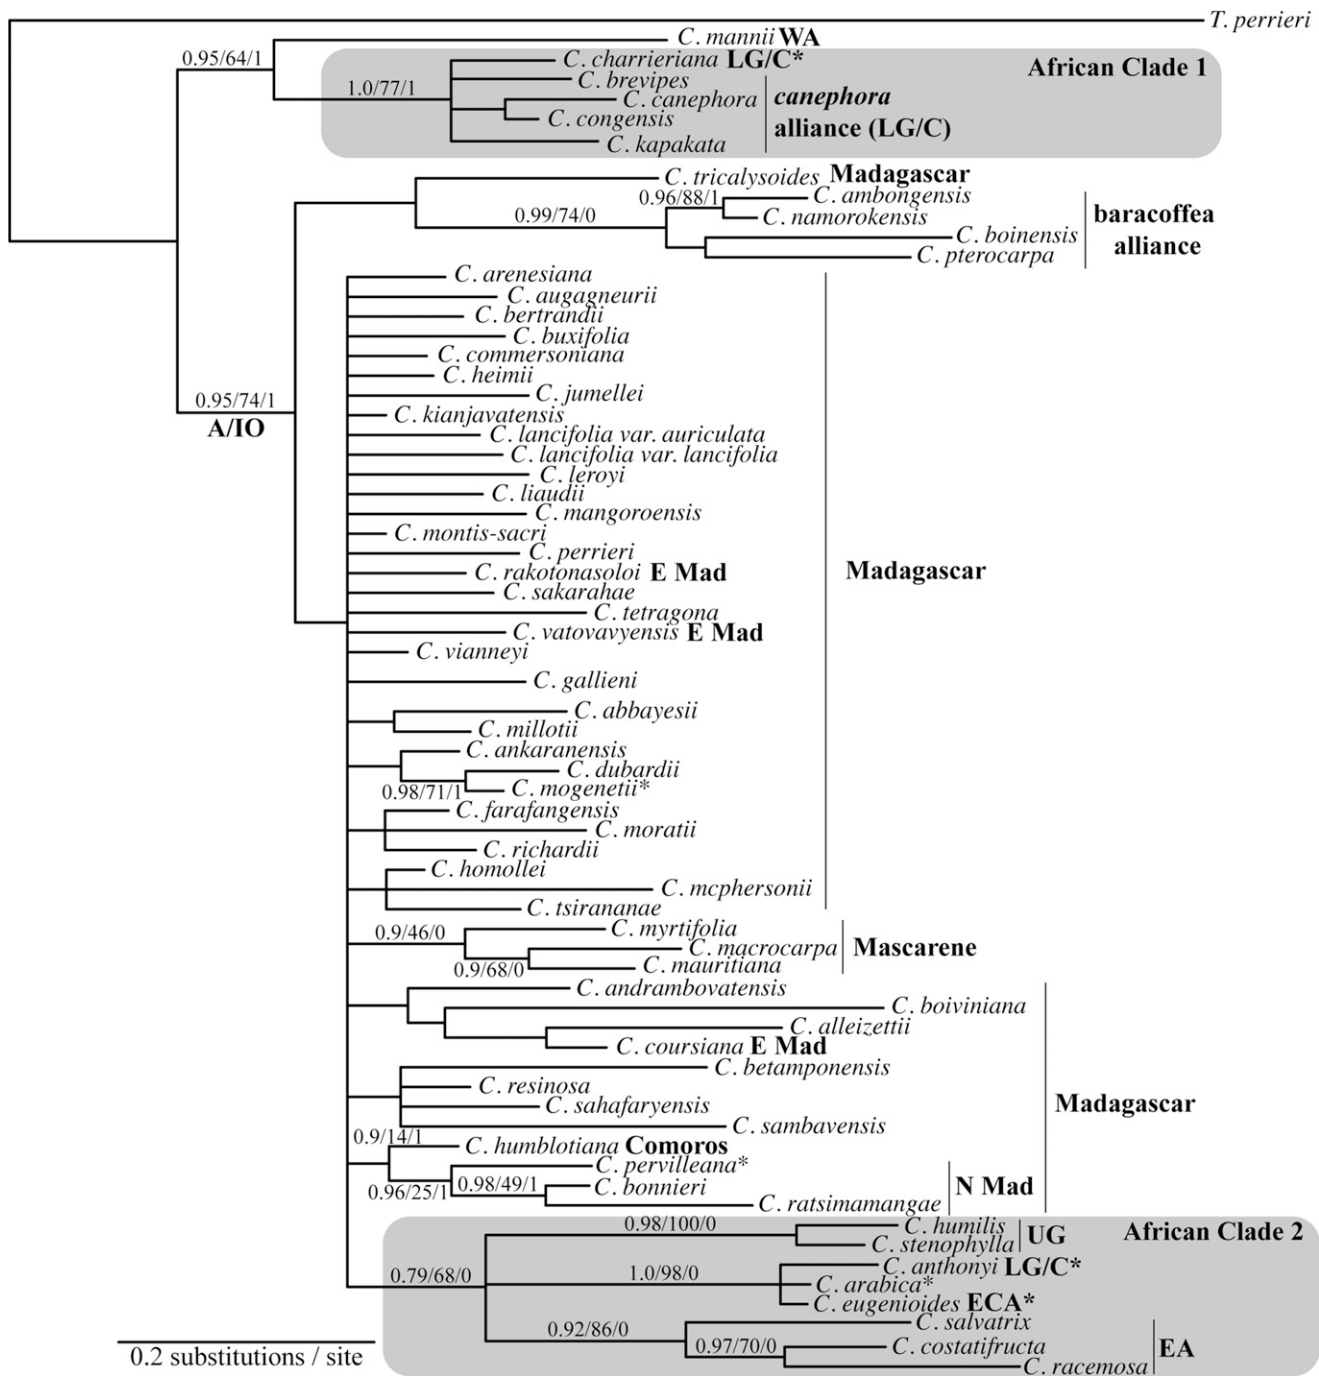 T. perrieri
C. mannii WA
0.95/64/1
C. charrieriana LG/C*
African Clade 1
1.0/77/1
C. brevipes
C. canephora
canephora
C. congensis
alliance (LG/C)
C. kapakata
C. tricalysoides Madagascar
0.96/88/1
C. ambongensis
0.99/74/0
C. namorokensis
baracoffea
C. boinensis
alliance
C. pterocarpa
C. arenesiana
C. augagneurii
C. bertrandii
C. buxifolia
C. commersoniana
C. heimii
C. jumellei
0.95/74/1
A/IO
C. kianjavatensis
C. lancifolia var. auriculata
C. lancifolia var. lancifolia
C. leroyi
C. liaudii
C. mangoroensis
C. montis-sacri
C. perrieri
C. rakotonasoloi E Mad
Madagascar
C. sakarahae
C. tetragona
C. vatovavyensis E Mad
C. vianneyi
C. gallieni
C. abbayesii
C. millotii
C. ankaranensis
C. dubardii
0.98/71/1
C. mogenetii*
C. farafangensis
C. moratii
C. richardii
C. homollei
C. mcphersonii
C. tsirananae
0.9/46/0
C. myrtifolia
C. macrocarpa
Mascarene
0.9/68/0
C. mauritiana
C. andrambovatensis
C. boiviniana
C. alleizettii
C. coursiana E Mad
C. betamponensis
C. resinosa
C. sahafaryensis
Madagascar
C. sambavensis
0.9/14/1
C. humblotiana Comoros
C. pervilleana*
0.96/25/1
0.98/49/1
C. bonnieri
N Mad
C. ratsimamangae
0.98/100/0
C. humilis
UG
African Clade 2
C. stenophylla
0.79/68/0
1.0/98/0
C. anthonyi LG/C*
C. arabica*
C. eugenioides ECA*
0.92/86/0
C. salvatrix
0.97/70/0
C. costatifructa
EA
C. racemosa
0.2 substitutions / site